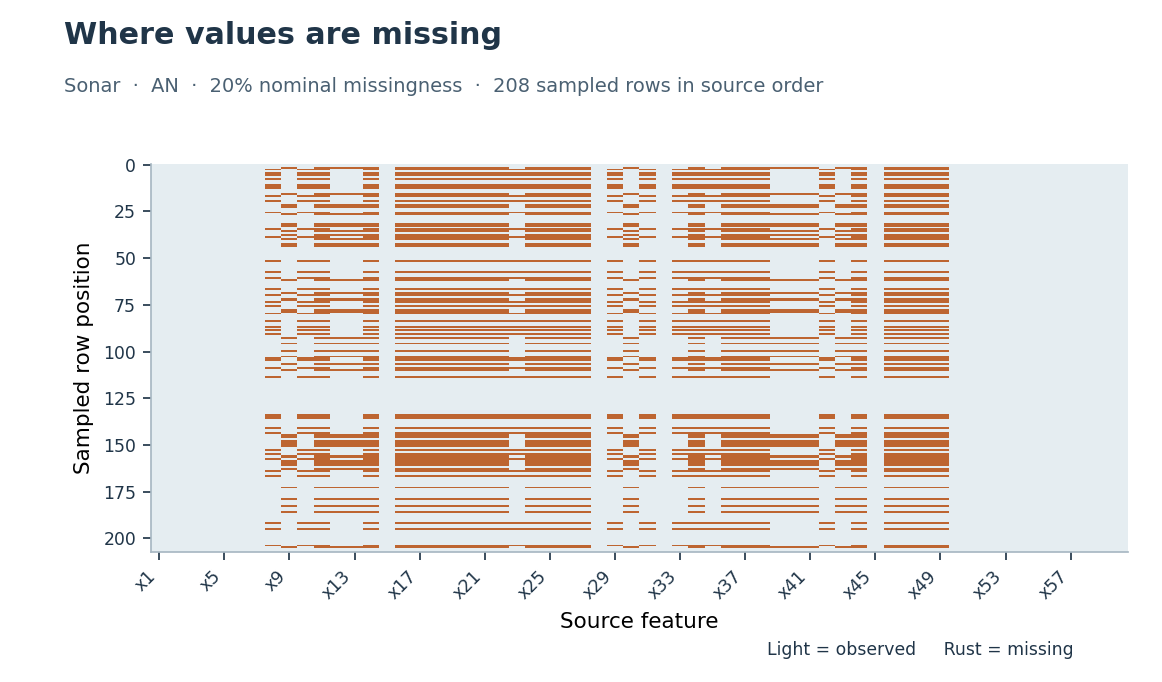 Where values are missing
Sonar · AN · 20% nominal missingness · 208 sampled rows in source order
0
25
50
75
100
125
150
175
200
Sampled row position
x1 x5 x9 x13 x17 x21 x25 x29 x33 x37 x41 x45 x49 x53 x57
Source feature
Light = observed Rust = missing